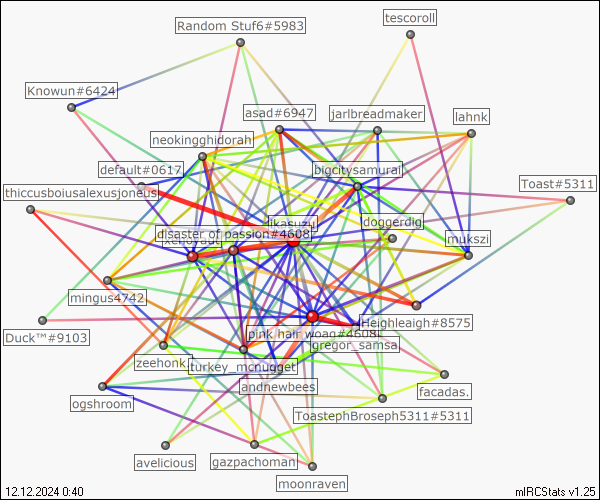 tescoroll
Random Stuf6#5983
Knowun#6424
asad#6947
jarlbreadmaker
lahnk
neokingghidorah
default#0617
bigcitysamurai
Toast#5311
thiccusboiusalexusjoneus
doggerdig
disaster of passion#4608
mukszi
mingus4742
Duck™#9103
Heighleaigh#8575
pink hair woag#4608
gregor_samsa
zeehonk
turkey_mcnugget
andnewbees
facadas.
ogshroom
ToastephBroseph5311#5311
avelicious
gazpachoman
moonraven
12.12.2024 0:40
mIRCStats v1.25